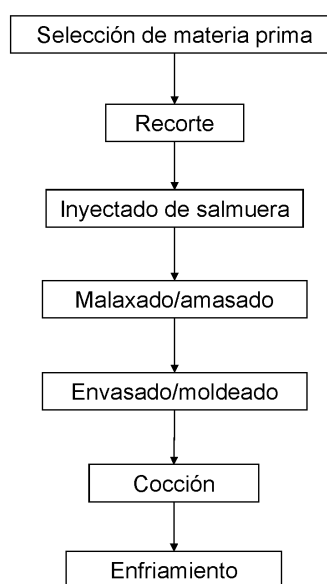 Selección de materia prima
Recorte
Inyectado de salmuera
Malaxado/amasado
Envasado/moldeado
Cocción
Enfriamiento